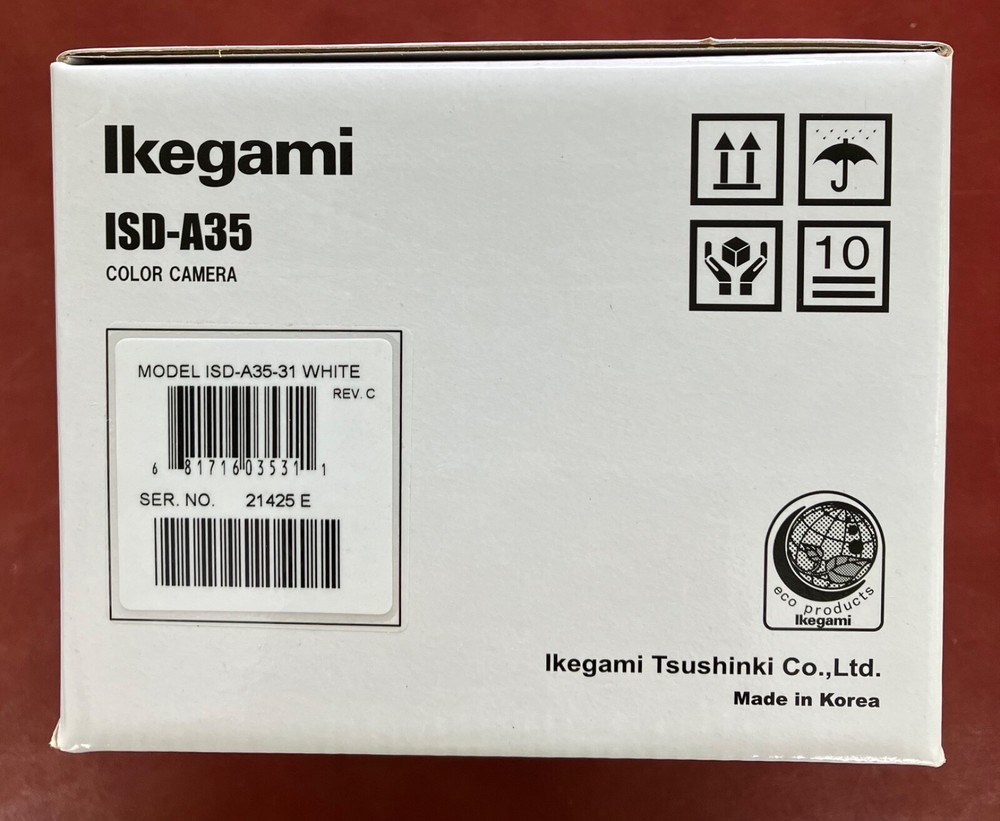 Ikegami
ISD-A35
COLOR CAMERA
10
MODEL ISD-A35-31 WHITE
REV. C
6 81716 03531 1
SER. NO. 21425 E
eco products
Ikegami
Ikegami Tsushinki Co.,Ltd.
Made in Korea